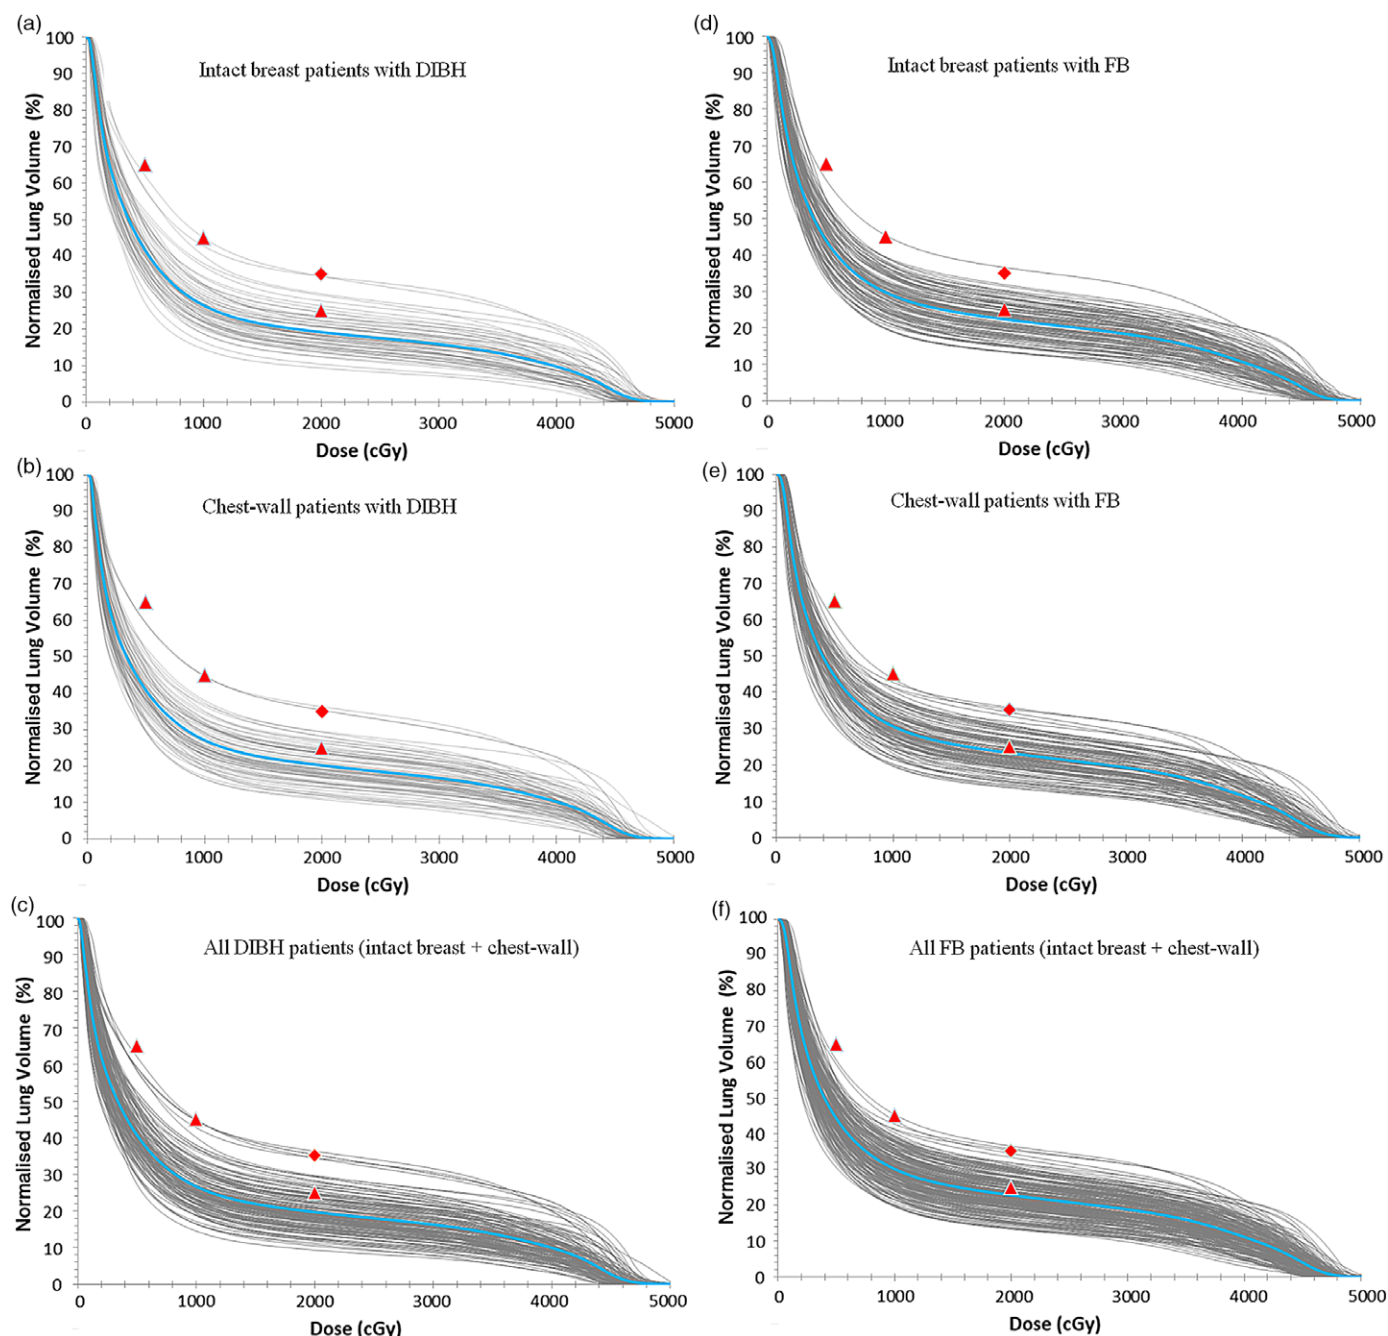 (a)
100
90
80
70
60
50
40
30
20
10
0
Normalised Lung Volume (%)
Intact breast patients with DIBH
0 1000 2000 3000 4000 5000
Dose (cGy)
(d)
100
90
80
70
60
50
40
30
20
10
0
Normalised Lung Volume (%)
Intact breast patients with FB
0 1000 2000 3000 4000 5000
Dose (cGy)
(b)
100
90
80
70
60
50
40
30
20
10
0
Normalised Lung Volume (%)
Chest-wall patients with DIBH
0 1000 2000 3000 4000 5000
Dose (cGy)
(e)
100
90
80
70
60
50
40
30
20
10
0
Normalised Lung Volume (%)
Chest-wall patients with FB
0 1000 2000 3000 4000 5000
Dose (cGy)
(c)
100
90
80
70
60
50
40
30
20
10
0
Normalised Lung Volume (%)
All DIBH patients (intact breast + chest-wall)
0 1000 2000 3000 4000 5000
Dose (cGy)
(f)
100
90
80
70
60
50
40
30
20
10
0
Normalised Lung Volume (%)
All FB patients (intact breast + chest-wall)
0 1000 2000 3000 4000 5000
Dose (cGy)